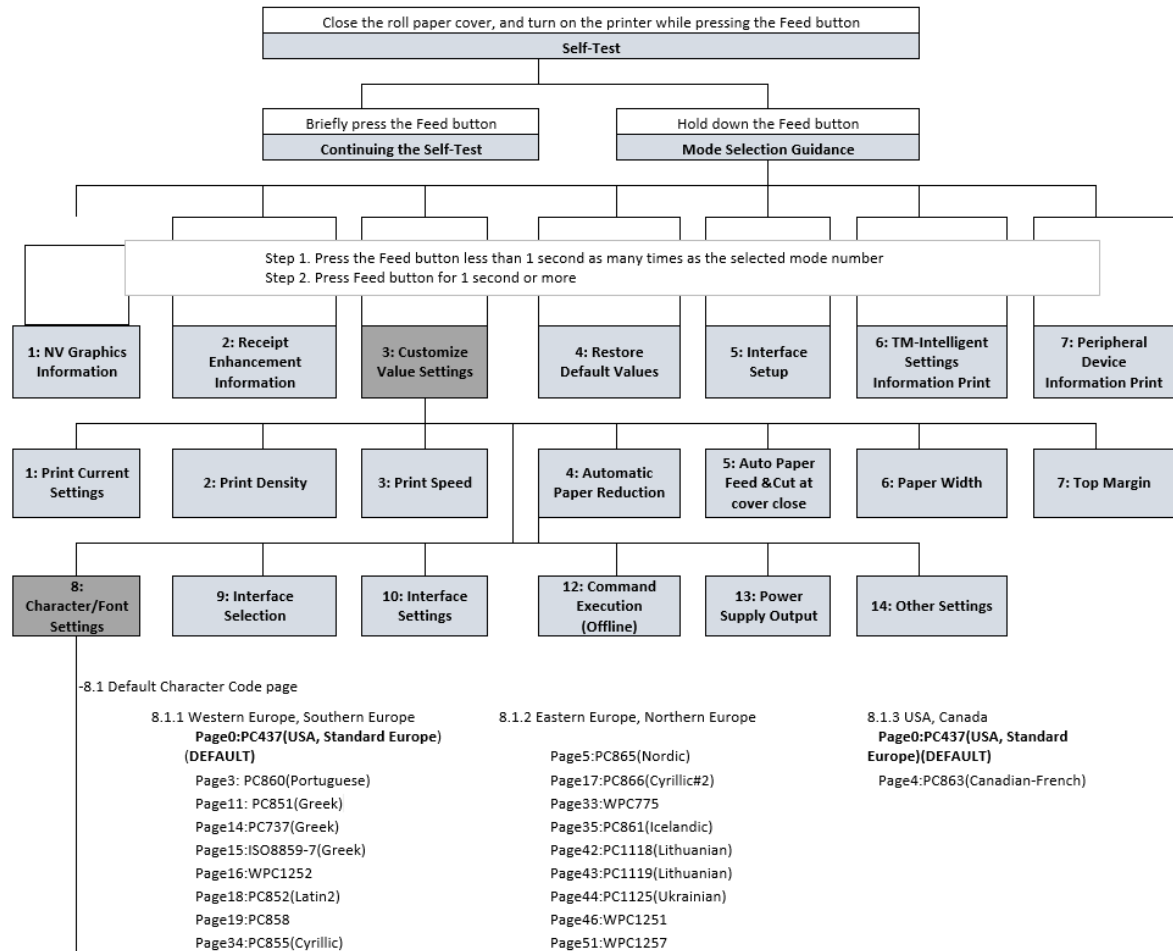 Close the roll paper cover, and turn on the printer while pressing the Feed button
Self-Test
Briefly press the Feed button
Continuing the Self-Test
Hold down the Feed button
Mode Selection Guidance
Step 1. Press the Feed button less than 1 second as many times as the selected mode number
Step 2. Press Feed button for 1 second or more
1: NV Graphics
Information
2: Receipt
Enhancement
Information
3: Customize
Value Settings
4: Restore
Default Values
5: Interface
Setup
6: TM-Intelligent
Settings
Information Print
7: Peripheral
Device
Information Print
1: Print Current
Settings
2: Print Density
3: Print Speed
4: Automatic
Paper Reduction
5: Auto Paper
Feed &Cut at
cover close
6: Paper Width
7: Top Margin
8:
Character/Font
Settings
9: Interface
Selection
10: Interface
Settings
12: Command
Execution
(Offline)
13: Power
Supply Output
14: Other Settings
-8.1 Default Character Code page
8.1.1 Western Europe, Southern Europe
Page0:PC437(USA, Standard Europe)
(DEFAULT)
Page3: PC860(Portuguese)
Page11: PC851(Greek)
Page14:PC737(Greek)
Page15:ISO8859-7(Greek)
Page16:WPC1252
Page18:PC852(Latin2)
Page19:PC858
Page34:PC855(Cyrillic)
8.1.2 Eastern Europe, Northern Europe
Page5:PC865(Nordic)
Page17:PC866(Cyrillic#2)
Page33:WPC775
Page35:PC861(Icelandic)
Page42:PC1118(Lithuanian)
Page43:PC1119(Lithuanian)
Page44:PC1125(Ukrainian)
Page46:WPC1251
Page51:WPC1257
8.1.3 USA, Canada
Page0:PC437(USA, Standard
Europe)(DEFAULT)
Page4:PC863(Canadian-French)